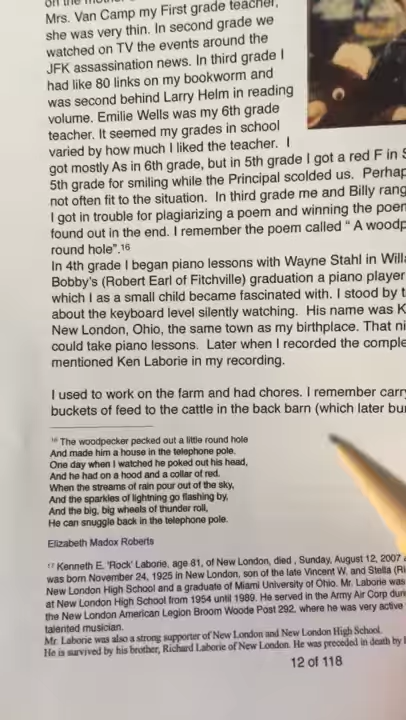 Mrs. Van Camp my First grade teacher,
she was very thin. In second grade we
watched on TV the events around the
JFK assassination news. In third grade I
had like 80 links on my bookworm and
was second behind Larry Helm in reading
volume. Emilie Wells was my 6th grade
teacher. It seemed my grades in school
varied by how much I liked the teacher. I
got mostly As in 6th grade, but in 5th grade I got a red F in
5th grade for smiling while the Principal scolded us. Perhap
not often fit to the situation. In third grade me and Billy rang
I got in trouble for plagiarizing a poem and winning the poem
found out in the end. I remember the poem called “ A woodp
round hole”.16
In 4th grade I began piano lessons with Wayne Stahl in Will
Bobby's (Robert Earl of Fitchville) graduation a piano player
which I as a small child became fascinated with. I stood by t
about the keyboard level silently watching. His name was K
New London, Ohio, the same town as my birthplace. That ni
could take piano lessons. Later when I recorded the comple
mentioned Ken Laborie in my recording.
I used to work on the farm and had chores. I remember carry
buckets of feed to the cattle in the back barn (which later bur
16 The woodpecker pecked out a little round hole
And made him a house in the telephone pole.
One day when I watched he poked out his head,
And he had on a hood and a collar of red.
When the streams of rain pour out of the sky,
And the sparkles of lightning go flashing by,
And the big, big wheels of thunder roll,
He can snuggle back in the telephone pole.
Elizabeth Madox Roberts
17 Kenneth E. 'Rock' Laborie, age 81, of New London, died , Sunday, August 12, 2007
was born November 24, 1925 in New London, son of the late Vincent W. and Stella (Ri
New London High School and a graduate of Miami University of Ohio. Mr. Laborie was
at New London High School from 1954 until 1989. He served in the Army Air Corp dur
the New London American Legion Broom Woode Post 292, where he was very active
talented musician.
Mr. Laborie was also a strong supporter of New London and New London High School.
He is survived by his brother, Richard Laborie of New London. He was preceded in death by
12 of 118